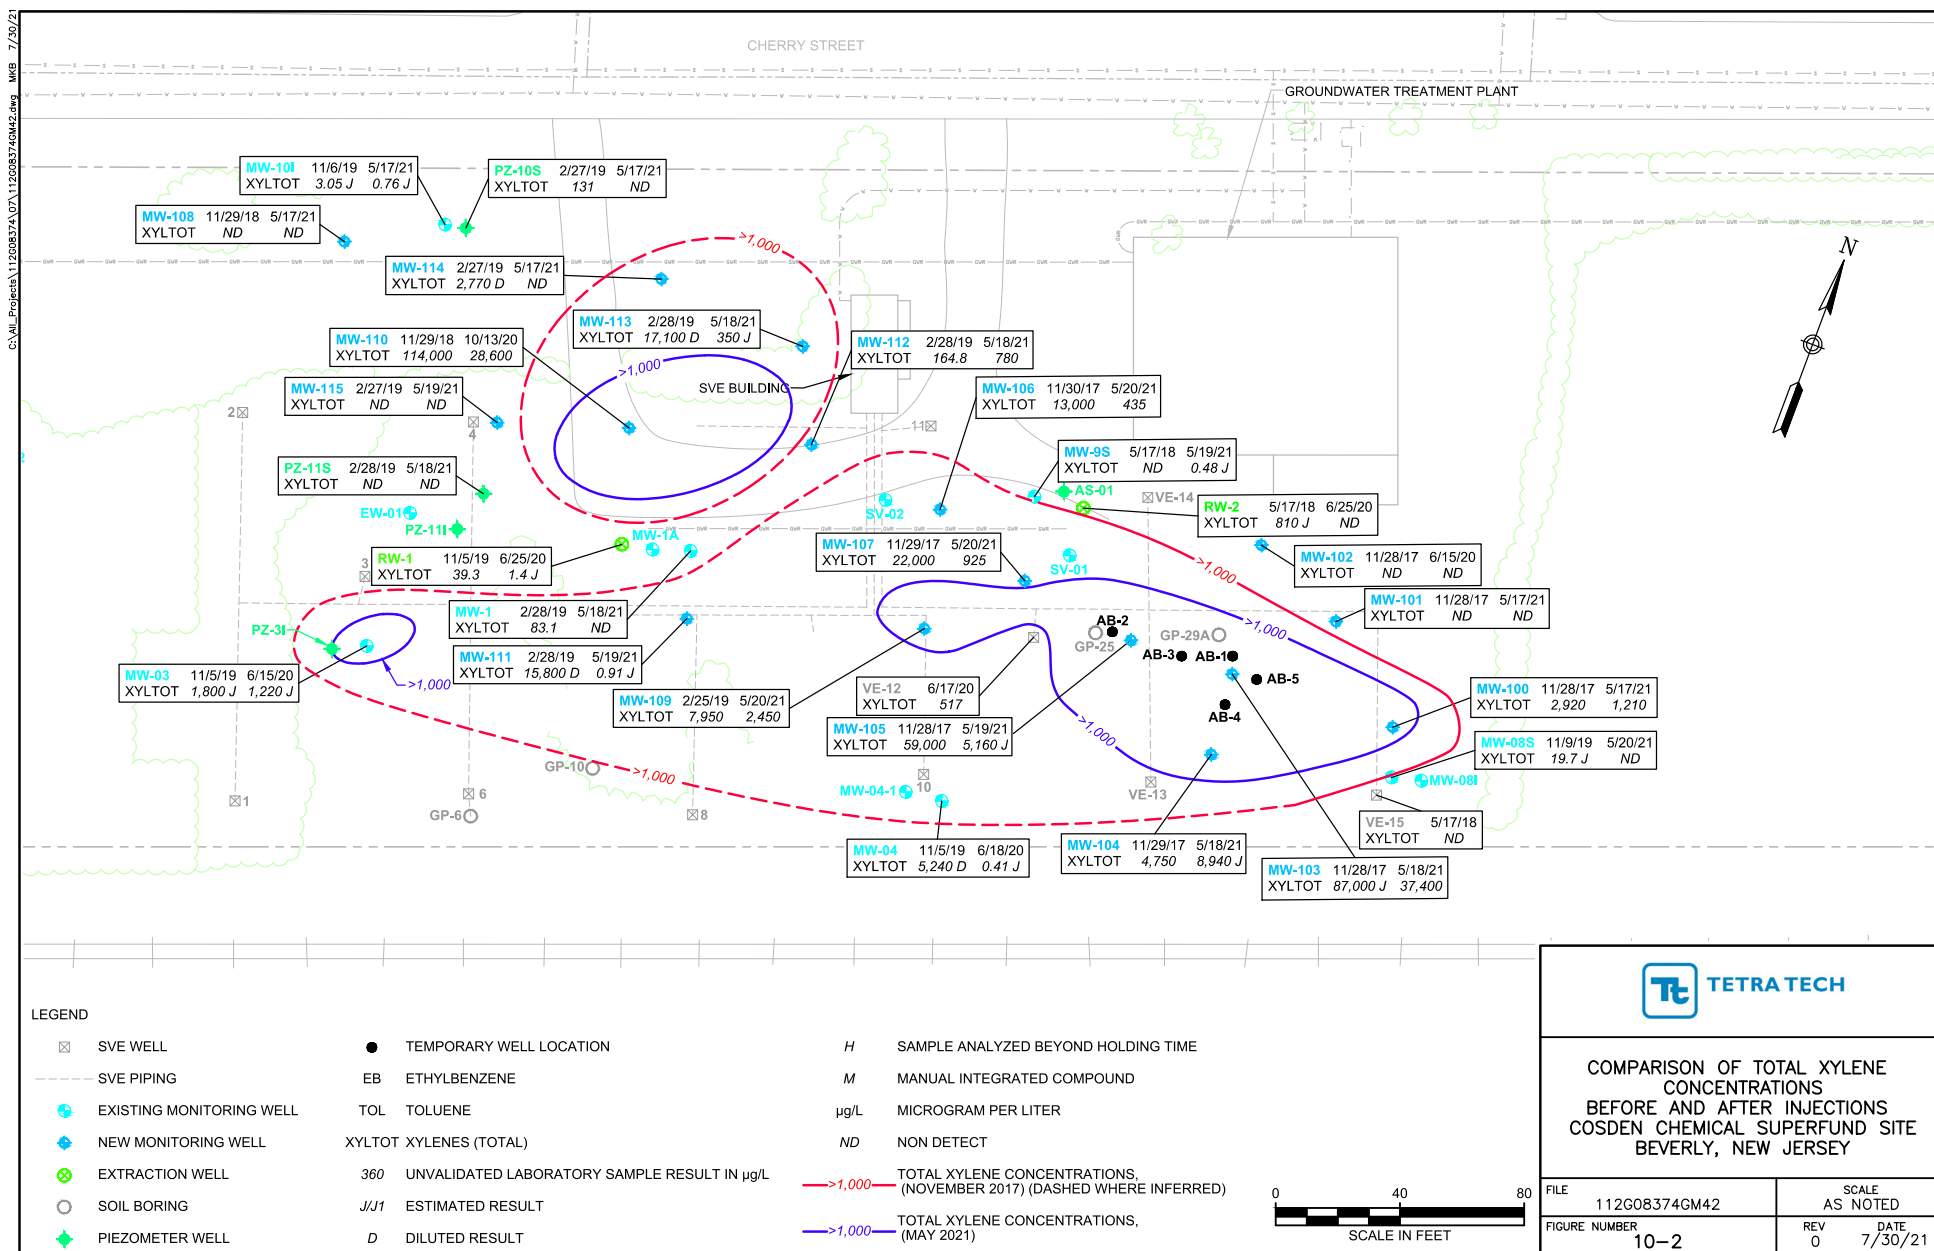 C:\All_Projects\112G08374\07\112G08374GM42.dwg MKB 7/30/21
CHERRY STREET
GROUNDWATER TREATMENT PLANT
MW-10I 11/6/19 5/17/21
XYLTOT 3.05 J 0.76 J
PZ-10S 2/27/19 5/17/21
XYLTOT 131 ND
MW-108 11/29/18 5/17/21
XYLTOT ND ND
MW-114 2/27/19 5/17/21
XYLTOT 2,770 D ND
>1,000
MW-113 2/28/19 5/18/21
XYLTOT 17,100 D 350 J
MW-110 11/29/18 10/13/20
XYLTOT 114,000 28,600
MW-112 2/28/19 5/18/21
XYLTOT 164.8 780
>1,000
SVE BUILDING
MW-115 2/27/19 5/19/21
XYLTOT ND ND
MW-106 11/30/17 5/20/21
XYLTOT 13,000 435
2
4
11
MW-9S 5/17/18 5/19/21
XYLTOT ND 0.48 J
PZ-11S 2/28/19 5/18/21
XYLTOT ND ND
AS-01
VE-14
EW-01
SV-02
RW-2 5/17/18 6/25/20
XYLTOT 810 J ND
PZ-11I
MW-1A
RW-1 11/5/19 6/25/20
XYLTOT 39.3 1.4 J
3
MW-107 11/29/17 5/20/21
XYLTOT 22,000 925
SV-01
>1,000
MW-102 11/28/17 6/15/20
XYLTOT ND ND
MW-1 2/28/19 5/18/21
XYLTOT 83.1 ND
MW-101 11/28/17 5/17/21
XYLTOT ND ND
PZ-3I
AB-2
GP-25
GP-29A
>1,000
AB-3
AB-1
AB-5
AB-4
MW-111 2/28/19 5/19/21
XYLTOT 15,800 D 0.91 J
MW-03 11/5/19 6/15/20
XYLTOT 1,800 J 1,220 J
>1,000
MW-109 2/25/19 5/20/21
XYLTOT 7,950 2,450
VE-12 6/17/20
XYLTOT 517
MW-105 11/28/17 5/19/21
XYLTOT 59,000 5,160 J
>1,000
MW-100 11/28/17 5/17/21
XYLTOT 2,920 1,210
MW-08S 11/9/19 5/20/21
XYLTOT 19.7 J ND
GP-10
>1,000
MW-04-1
10
VE-13
MW-08I
1
6
GP-6
8
VE-15 5/17/18
XYLTOT ND
MW-04 11/5/19 6/18/20
XYLTOT 5,240 D 0.41 J
MW-104 11/29/17 5/18/21
XYLTOT 4,750 8,940 J
MW-103 11/28/17 5/18/21
XYLTOT 87,000 J 37,400
N
LEGEND
SVE WELL
SVE PIPING
EXISTING MONITORING WELL
NEW MONITORING WELL
EXTRACTION WELL
SOIL BORING
PIEZOMETER WELL
TEMPORARY WELL LOCATION
EB ETHYLBENZENE
TOL TOLUENE
XYLTOT XYLENES (TOTAL)
360 UNVALIDATED LABORATORY SAMPLE RESULT IN µg/L
J/J1 ESTIMATED RESULT
D DILUTED RESULT
H SAMPLE ANALYZED BEYOND HOLDING TIME
M MANUAL INTEGRATED COMPOUND
µg/L MICROGRAM PER LITER
ND NON DETECT
>1,000 TOTAL XYLENE CONCENTRATIONS,
(NOVEMBER 2017) (DASHED WHERE INFERRED)
>1,000 TOTAL XYLENE CONCENTRATIONS,
(MAY 2021)
0 40 80
SCALE IN FEET
Tt TETRA TECH
COMPARISON OF TOTAL XYLENE
CONCENTRATIONS
BEFORE AND AFTER INJECTIONS
COSDEN CHEMICAL SUPERFUND SITE
BEVERLY, NEW JERSEY
FILE
112G08374GM42
SCALE
AS NOTED
FIGURE NUMBER
10-2
REV
0
DATE
7/30/21